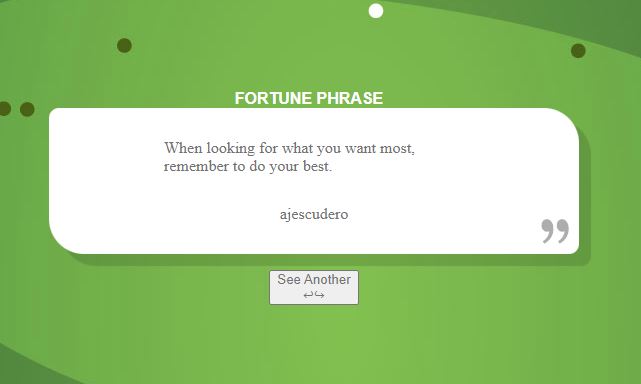 FORTUNE PHRASE
When looking for what you want most,
remember to do your best.
ajescudero
”
See Another
↩↪